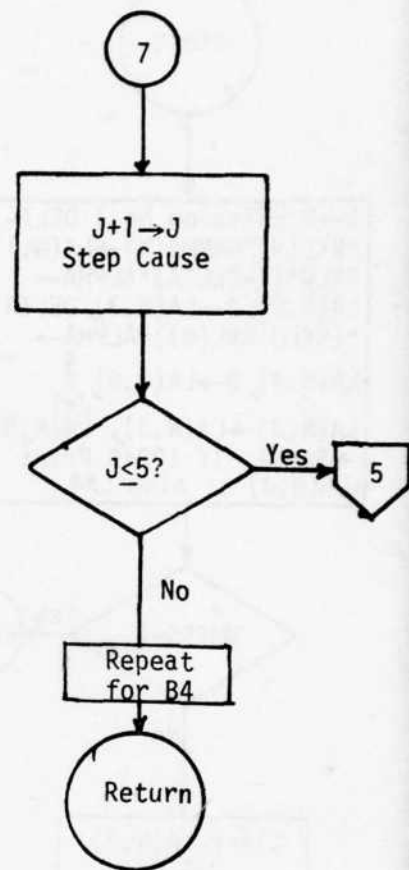 7
J+1→J
Step Cause
J≤5?
Yes
5
No
Repeat
for B4
Return